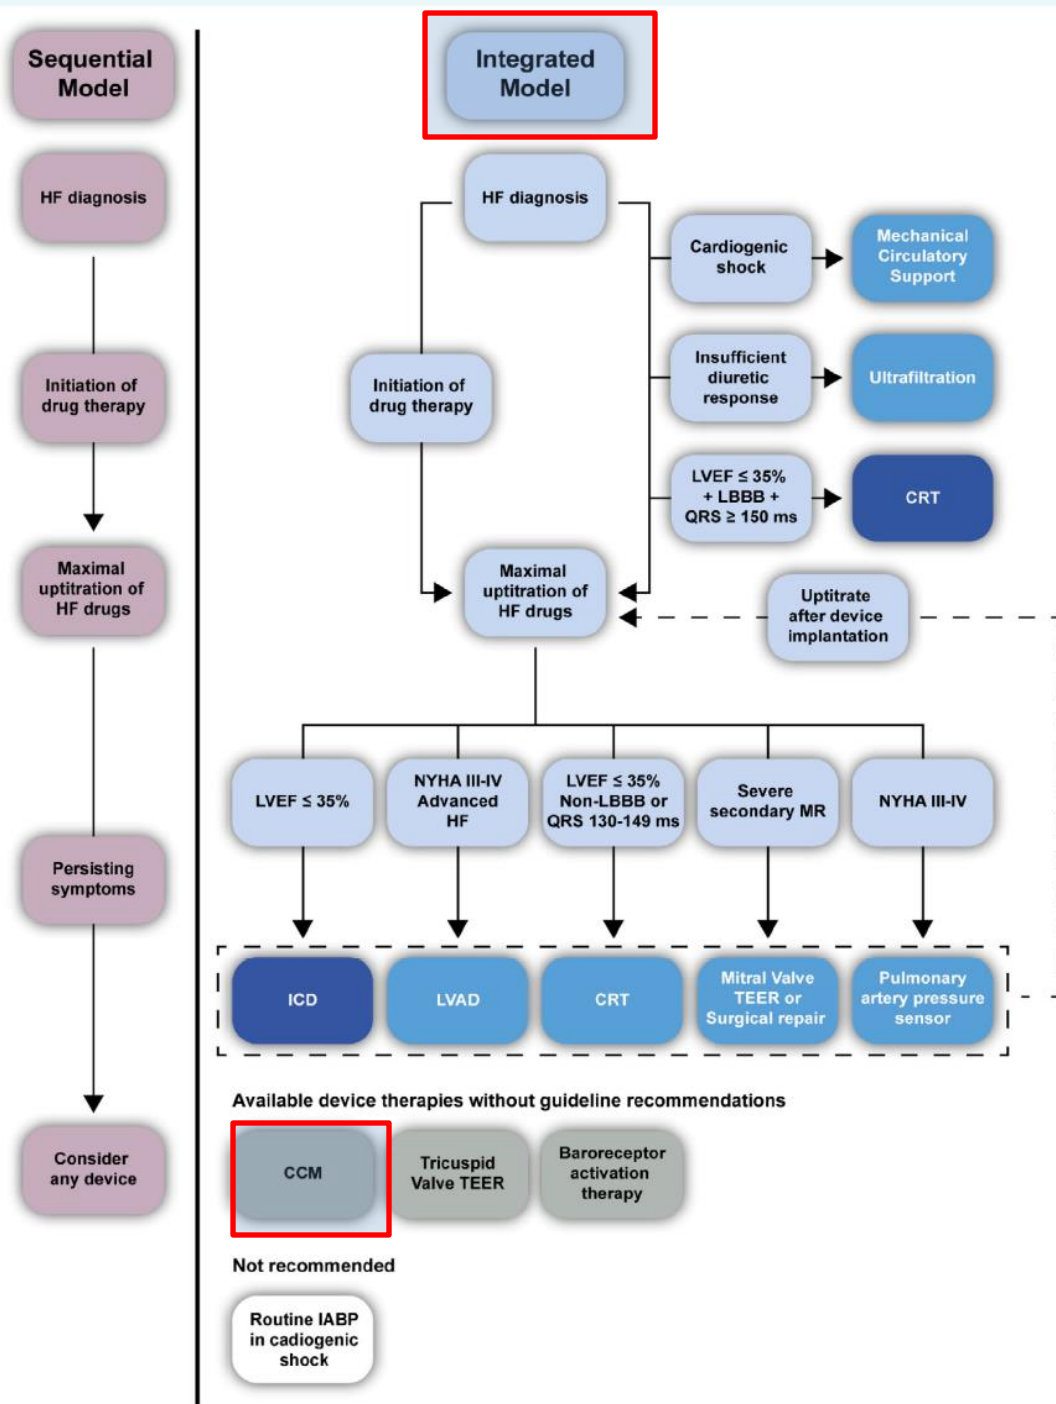 Sequential
Model
HF diagnosis
Initiation of
drug therapy
Maximal
uptitration of
HF drugs
Persisting
symptoms
Consider
any device
Integrated
Model
HF diagnosis
Cardiogenic
shock
Mechanical
Circulatory
Support
Initiation of
drug therapy
Insufficient
diuretic
response
Ultrafiltration
LVEF ≤ 35%
+ LBBB +
QRS ≥ 150 ms
CRT
Maximal
uptitration of
HF drugs
Uptitrate
after device
implantation
LVEF ≤ 35%
NYHA III-IV
Advanced
HF
LVEF ≤ 35%
Non-LBBB or
QRS 130-149 ms
Severe
secondary MR
NYHA III-IV
ICD
LVAD
CRT
Mitral Valve
TEER or
Surgical repair
Pulmonary
artery pressure
sensor
Available device therapies without guideline recommendations
CCM
Tricuspid
Valve TEER
Baroreceptor
activation
therapy
Not recommended
Routine IABP
in cadiogenic
shock